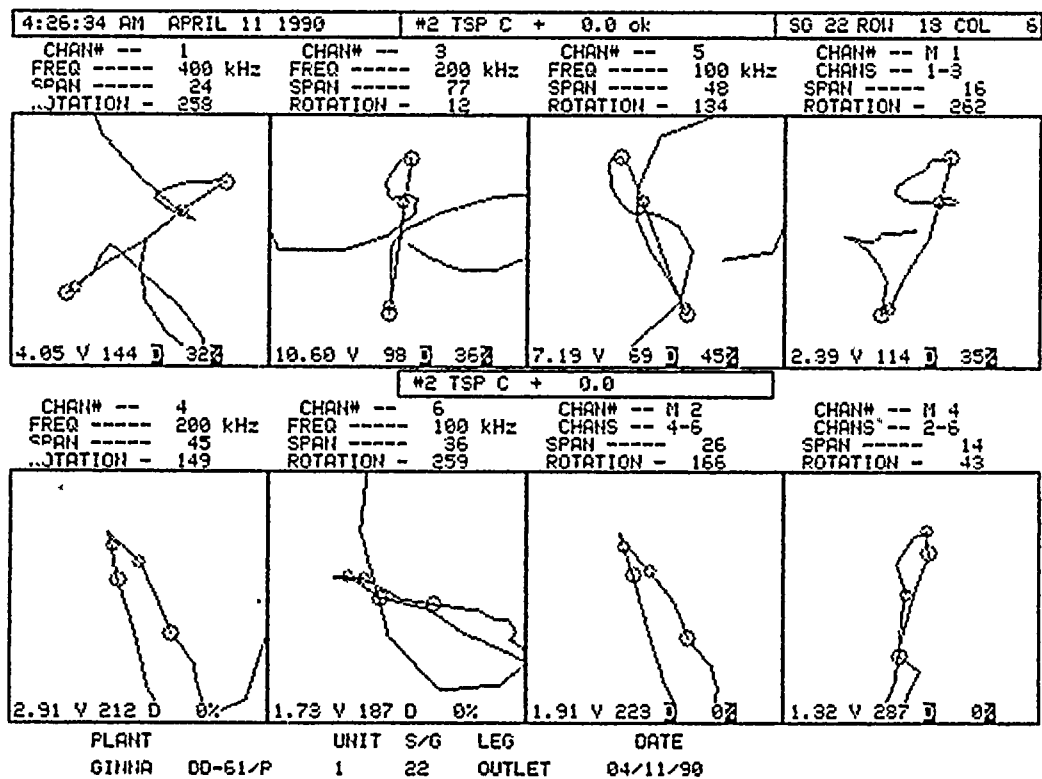 4:26:34 AM APRIL 11 1990 #2 TSP C + 0.0 ok SG 22 ROW 13 COL 6
CHAN# -- 1 CHAN# -- 3 CHAN# -- 5 CHAN# -- M 1
FREQ ----- 400 kHz FREQ ----- 200 kHz FREQ ----- 100 kHz CHANS -- 1-3
SPAN ----- 24 SPAN ----- 77 SPAN ----- 48 SPAN ----- 16
ROTATION - ROTATION - 134 ROTATION - 262
4.05 V 144 D 32% 10.60 V 98 D 36% 7.19 V 69 D 45% 2.39 V 114 D 35%
#2 TSP C + 0.0
CHAN# -- 4 CHAN# -- 6 CHAN# -- M 2 CHAN# -- M 4
FREQ ----- 200 kHz FREQ ----- 100 kHz CHANS -- 4-6 CHANS -- 2-6
SPAN ----- 45 SPAN ----- 36 SPAN ----- 26 SPAN ----- 14
..OTATION - 149 ROTATION - 259 ROTATION - 166 ROTATION - 43
2.91 V 212 D 0% 1.73 V 187 D 0% 1.91 V 223 D 0% 1.32 V 287 D 0%
PLANT UNIT S/G LEG DATE
GINNA DD-61/P 1 22 OUTLET 04/11/90